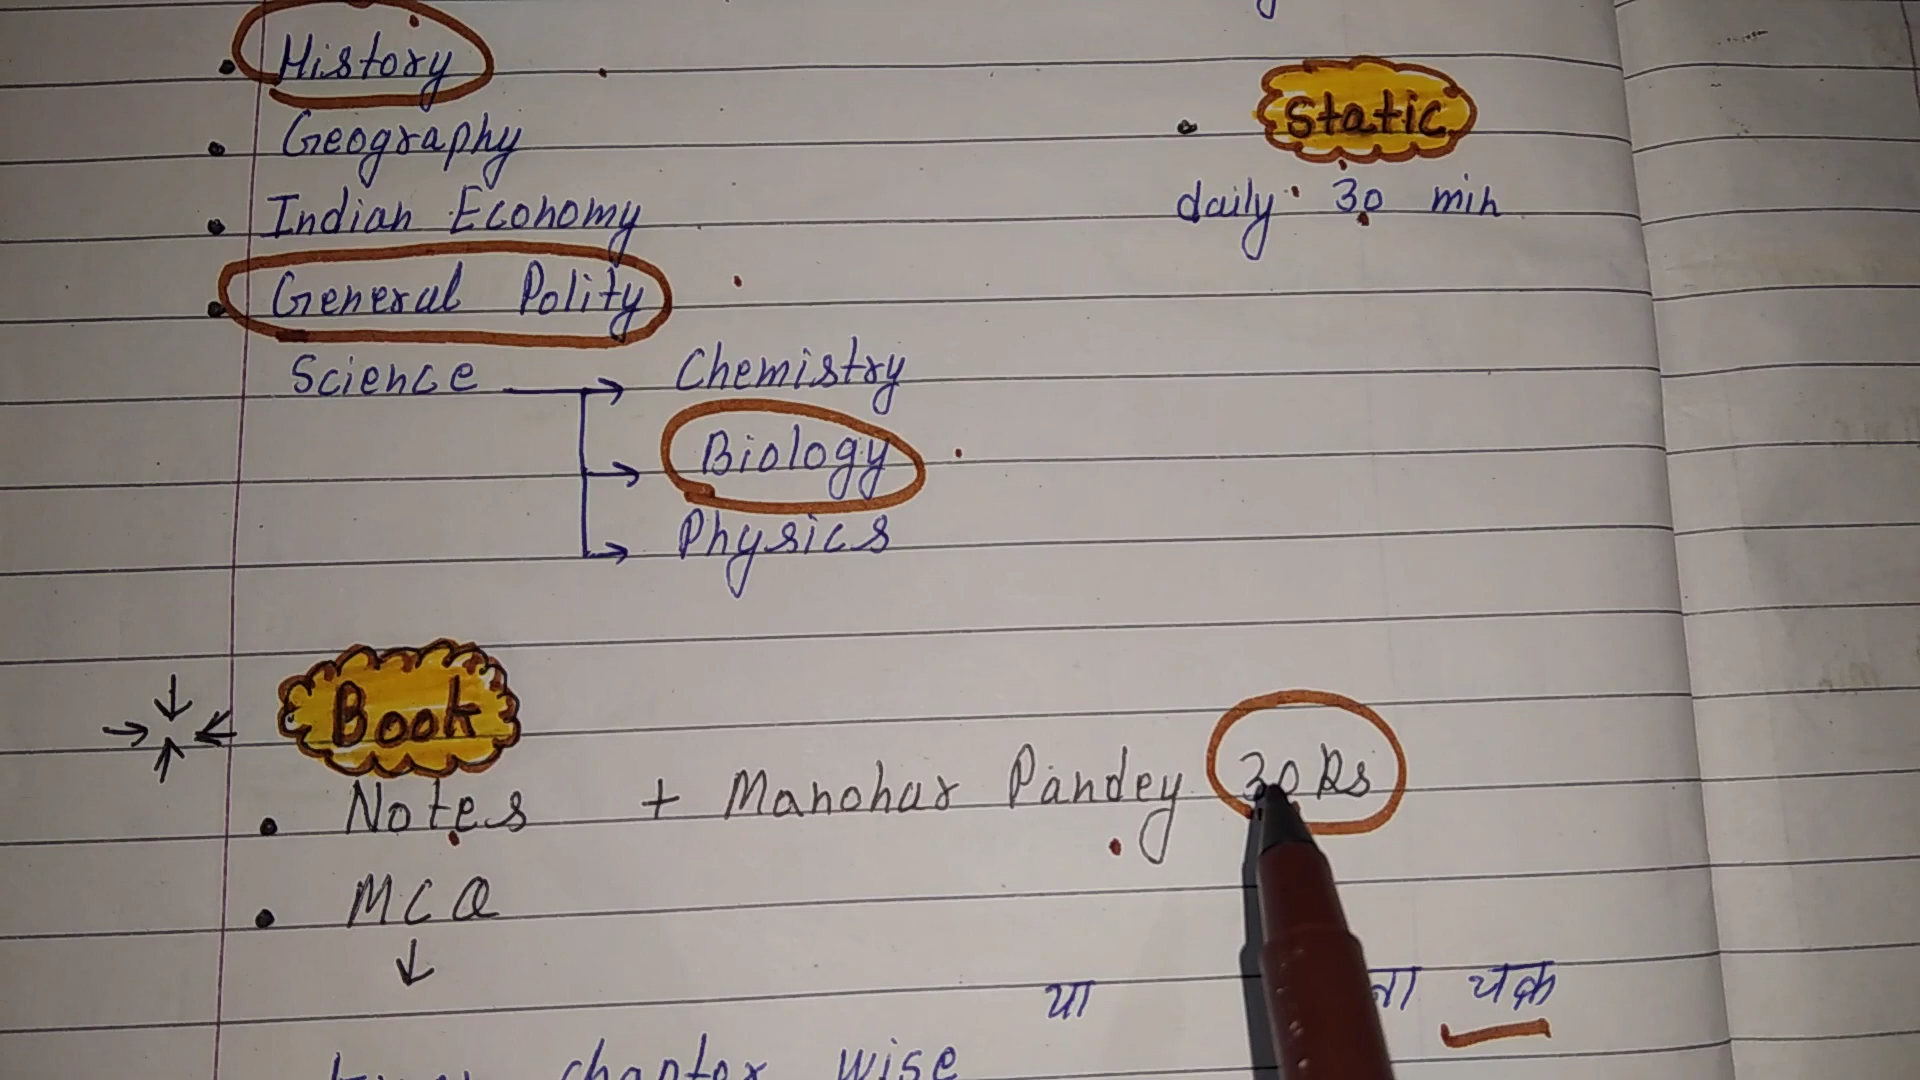 History
Geography
Static
Indian Economy
daily 30 min
General Polity
Science → Chemistry
Biology
Physics
Book
Notes + Manohar Pandey 30 Rs
MCQ
या चक्र
chapter wise